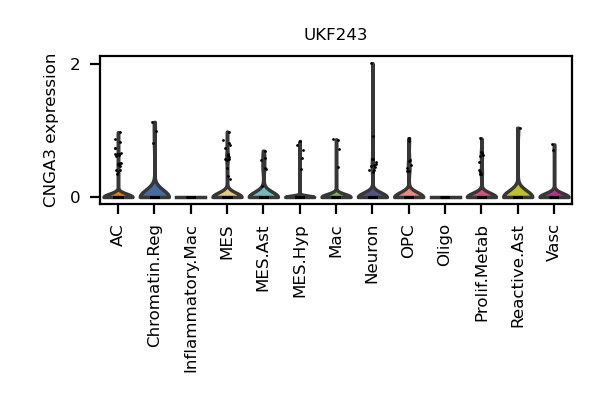 UKF243
CNGA3 expression
2
0
AC
Chromatin.Reg
Inflammatory.Mac
MES
MES.Ast
MES.Hyp
Mac
Neuron
OPC
Oligo
Prolif.Metab
Reactive.Ast
Vasc